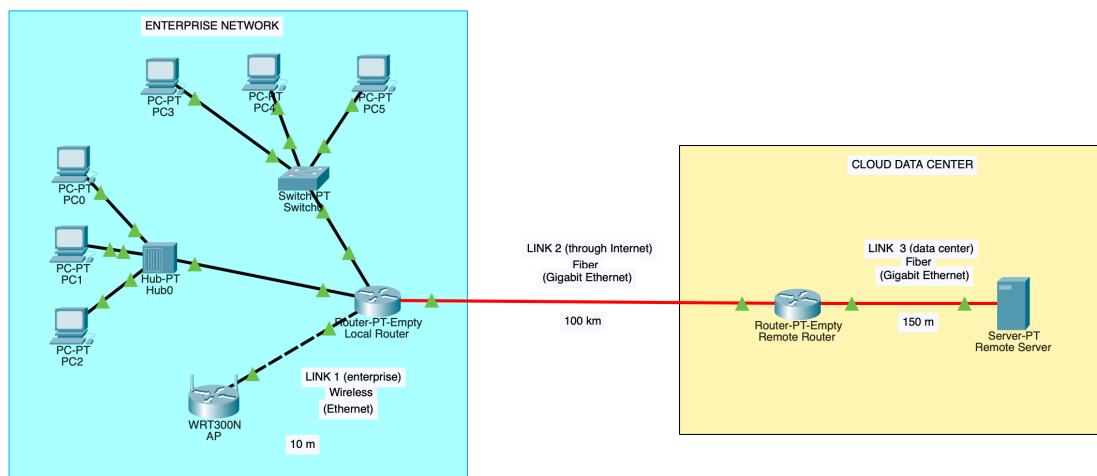 ENTERPRISE NETWORK
PC-PT
PC3
PC-PT
PC4
PC-PT
PC5
PC-PT
PC0
Switch-PT
Switch0
PC-PT
PC1
Hub-PT
Hub0
PC-PT
PC2
Router-PT-Empty
Local Router
LINK 1 (enterprise)
Wireless
(Ethernet)
WRT300N
AP
10 m
LINK 2 (through Internet)
Fiber
(Gigabit Ethernet)
100 km
CLOUD DATA CENTER
LINK  3 (data center)
Fiber
(Gigabit Ethernet)
150 m
Router-PT-Empty
Remote Router
Server-PT
Remote Server